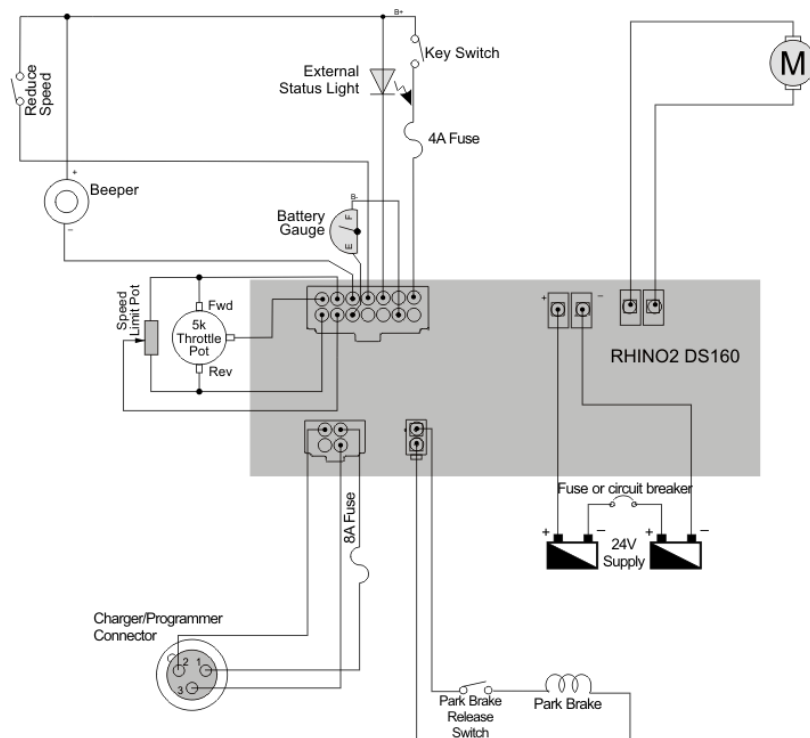 B+
Key Switch
External
Status Light
Reduce
Speed
M
4A Fuse
+
Beeper
–
B-
Battery
Gauge
F
E
Speed
Limit Pot
Fwd
5k
Throttle
Pot
Rev
+
–
RHINO2 DS160
8A Fuse
Fuse or circuit breaker
+
–
24V
Supply
+
–
Charger/Programmer
Connector
2
1
3
Park Brake
Release
Switch
Park Brake